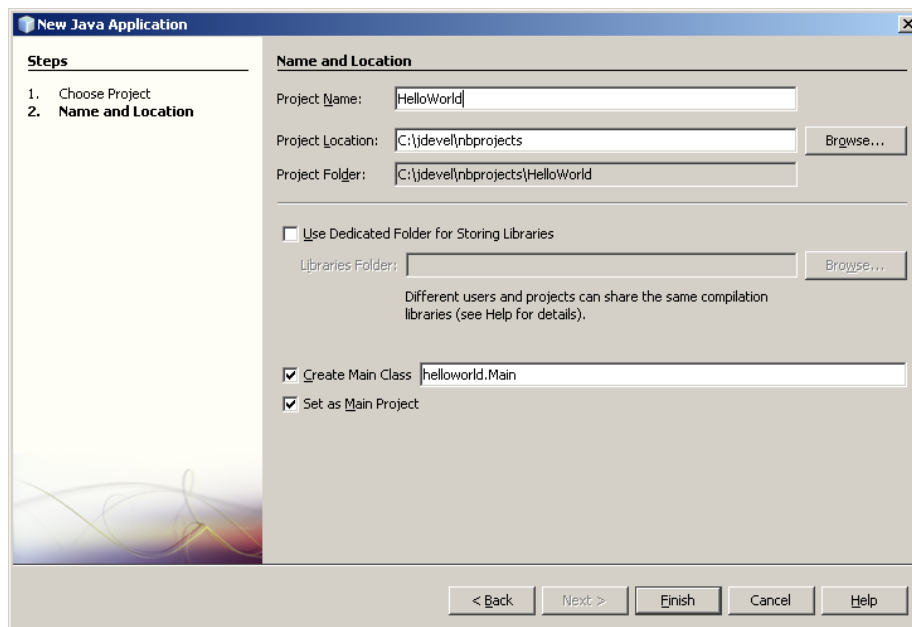 New Java Application
Steps
1. Choose Project
2. Name and Location
Name and Location
Project Name: HelloWorld
Project Location: C:\jdevel\nbprojects Browse...
Project Folder: C:\jdevel\nbprojects\HelloWorld
Use Dedicated Folder for Storing Libraries
Libraries Folder: Browse...
Different users and projects can share the same compilation
libraries (see Help for details).
Create Main Class helloworld.Main
Set as Main Project
< Back Next > Finish Cancel Help